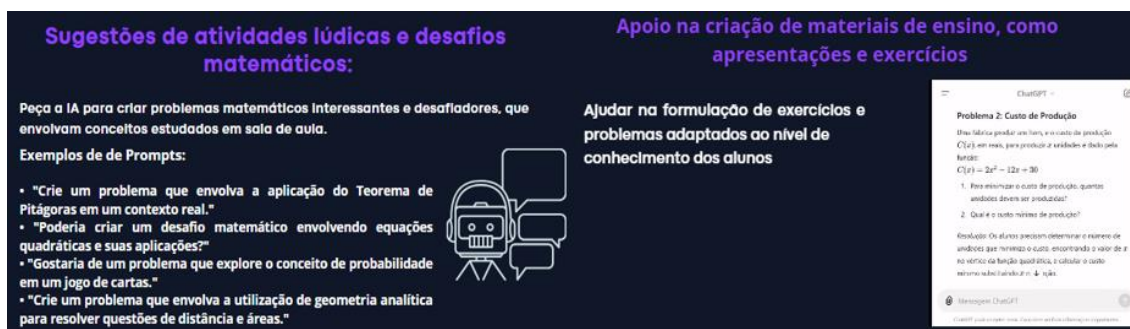 Sugestões de atividades lúdicas e desafios
matemáticos:
Peça a IA para criar problemas matemáticos interessantes e desafiadores, que
envolvam conceitos estudados em sala de aula.
Exemplos de de Prompts:
• "Crie um problema que envolva a aplicação do Teorema de
Pitágoras em um contexto real."
• "Poderia criar um desafio matemático envolvendo equações
quadráticas e suas aplicações?"
• "Gostaria de um problema que explore o conceito de probabilidade
em um jogo de cartas."
• "Crie um problema que envolva a utilização de geometria analítica
para resolver questões de distância e áreas."
Apoio na criação de materiais de ensino, como
apresentações e exercícios
Ajudar na formulação de exercícios e
problemas adaptados ao nível de
conhecimento dos alunos
ChatGPT
Problema 2: Custo de Produção
Uma fábrica produz um item, e o custo de produção
C(x), em reais, para produzir x unidades é dado pela
função:
C(x) = 2x² − 12x + 30
1. Para minimizar o custo de produção, quantas
unidades devem ser produzidas?
2. Qual é o custo mínimo de produção?
Resolução: Os alunos precisam determinar o número de
unidades que minimiza o custo, encontrando o valor de x
no vértice da função quadrática, e calcular o custo
mínimo substituindo x n ção.
Mensagem ChatGPT